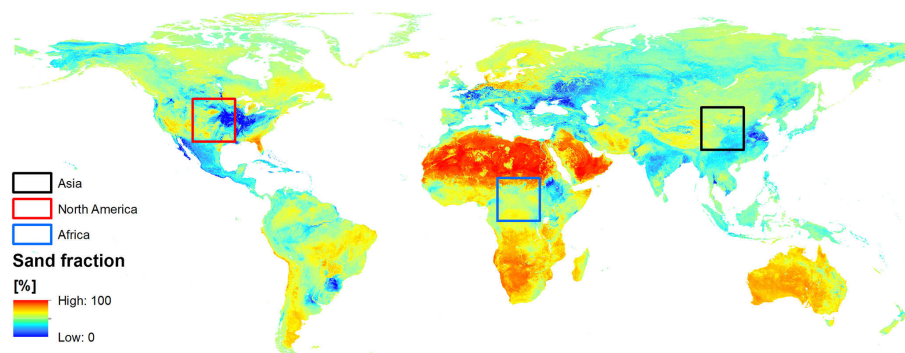 Asia
North America
Africa
Sand fraction
[%]
High: 100
Low: 0